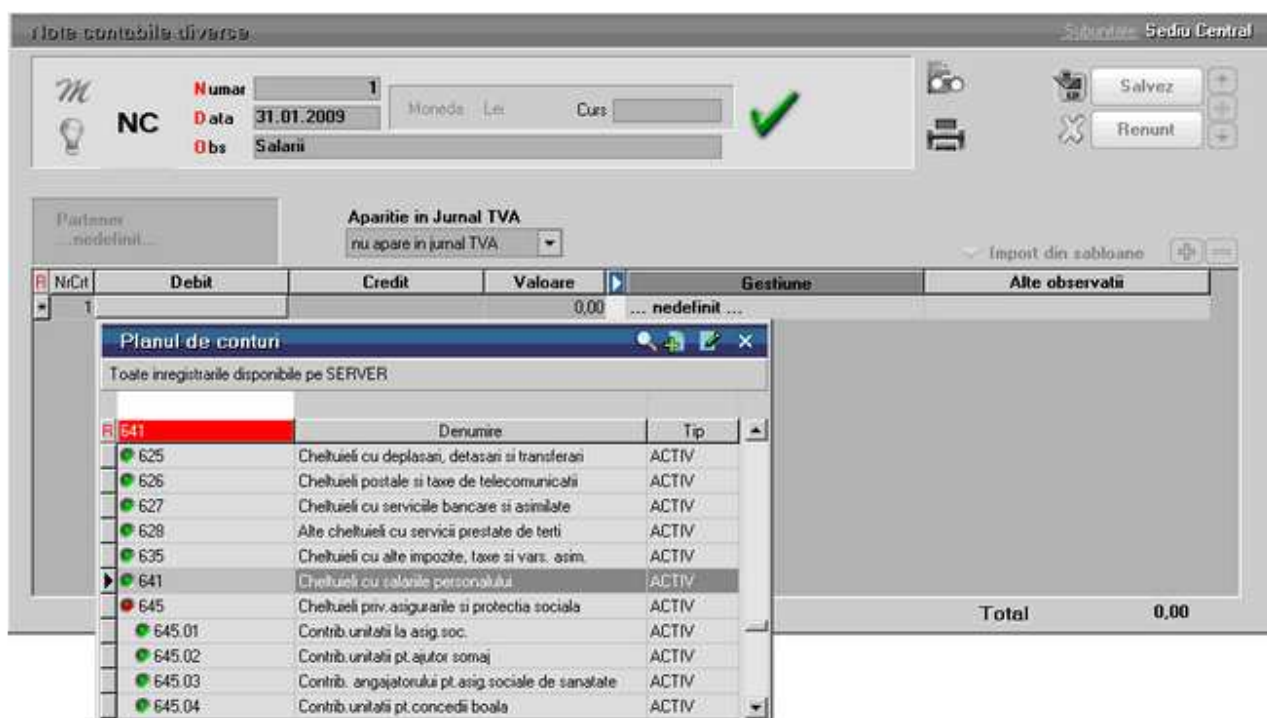 Note contabile diverse Subunitate: Sediu Central
m NC Numar 1 Salvez
Data 31.01.2009 Moneda Lei Curs Renunt
Obs Salarii
Partener Aparitie in Jurnal TVA
...nedefinit... nu apare in jurnal TVA Import din sabloane
R NrCrt Debit Credit Valoare Gestiune Alte observatii
1 0,00 ... nedefinit ...
Planul de conturi
Toate inregistrarile disponibile pe SERVER
R 641 Denumire Tip
625 Cheltuieli cu deplasari, detasari si transferari ACTIV
626 Cheltuieli postale si taxe de telecomunicatii ACTIV
627 Cheltuieli cu serviciile bancare si asimilate ACTIV
628 Alte cheltuieli cu servicii prestate de terti ACTIV
635 Cheltuieli cu alte impozite, taxe si vars. asim. ACTIV
641 Cheltuieli cu salariile personalului ACTIV
645 Cheltuieli priv.asigurarile si protectia sociala ACTIV
645.01 Contrib.unitatii la asig.soc. ACTIV
645.02 Contrib.unitatii pt.ajutor somaj ACTIV
645.03 Contrib. angajatorului pt.asig.sociale de sanatate ACTIV
645.04 Contrib.unitatii pt.concedii boala ACTIV
Total 0,00